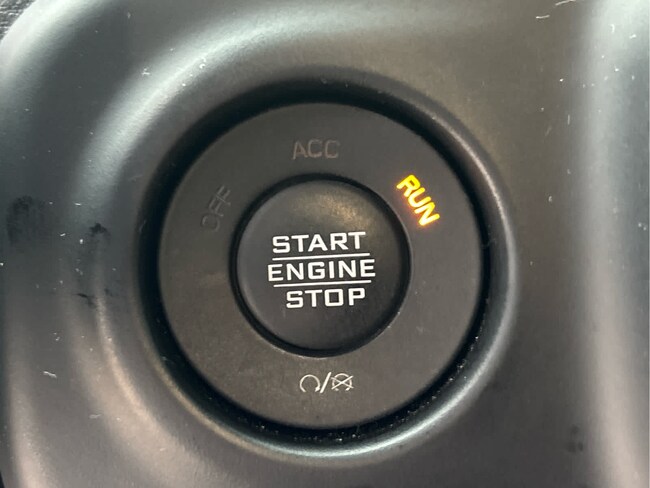 ACC
OFF
RUN
START
ENGINE
STOP